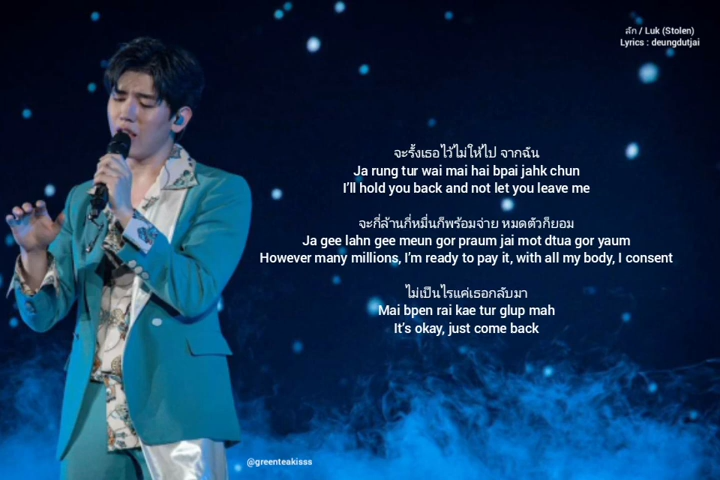 ลัก / Luk (Stolen)
Lyrics : deungdutjai
จะรั้งเธอไว้ไม่ให้ไป จากฉัน
Ja rung tur wai mai hai bpai jahk chun
I'll hold you back and not let you leave me
จะกี่ล้านกี่หมื่นก็พร้อมจ่าย หมดตัวก็ยอม
Ja gee lahn gee meun gor praum jai mot dtua gor yaum
However many millions, I'm ready to pay it, with all my body, I consent
ไม่เป็นไรแค่เธอกลับมา
Mai bpen rai kae tur glup mah
It's okay, just come back
@greenteakisss